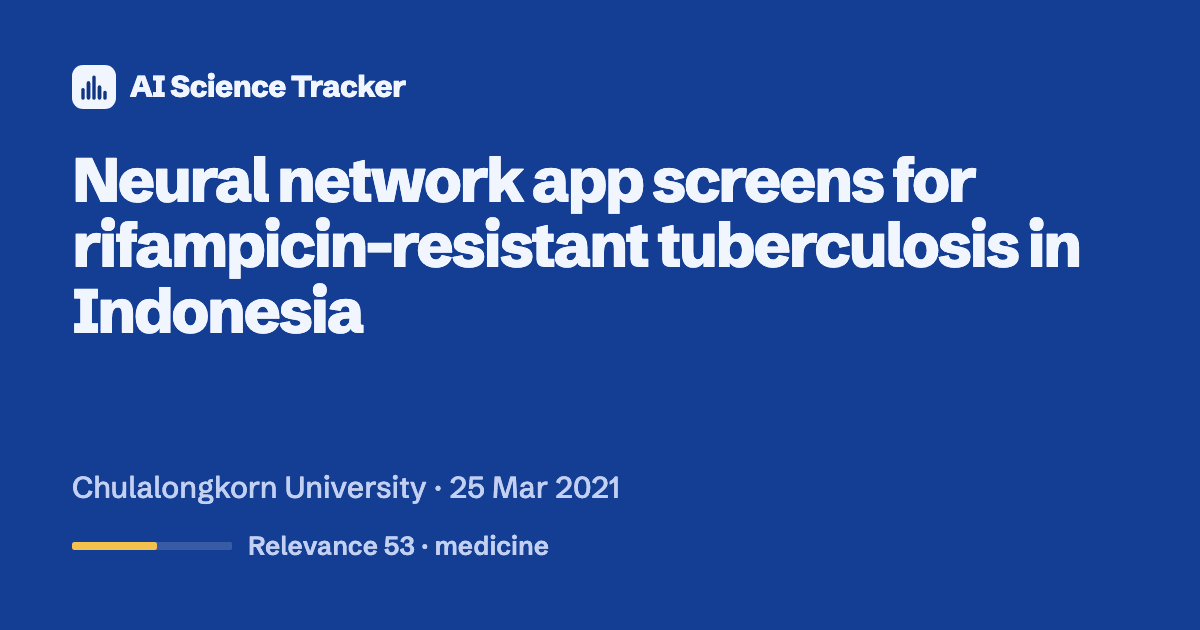 AI Science Tracker
Neural network app screens for
rifampicin-resistant tuberculosis in
Indonesia
Chulalongkorn University · 25 Mar 2021
Relevance 53 · medicine